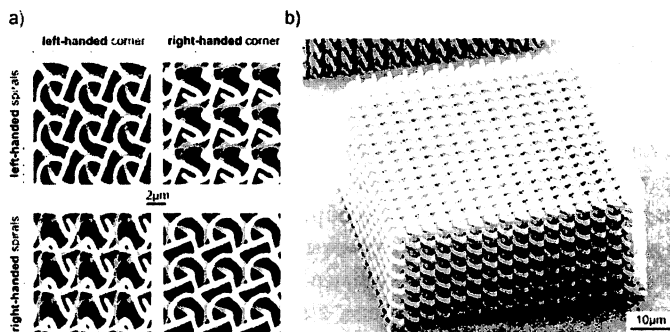 a)
b)
left-handed corner
right-handed corner
left-handed spirals
2µm
right-handed spirals
10µm